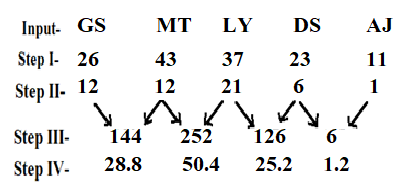 Input- GS MT LY DS AJ
Step I- 26 43 37 23 11
Step II- 12 12 21 6 1
Step III- 144 252 126 6
Step IV- 28.8 50.4 25.2 1.2